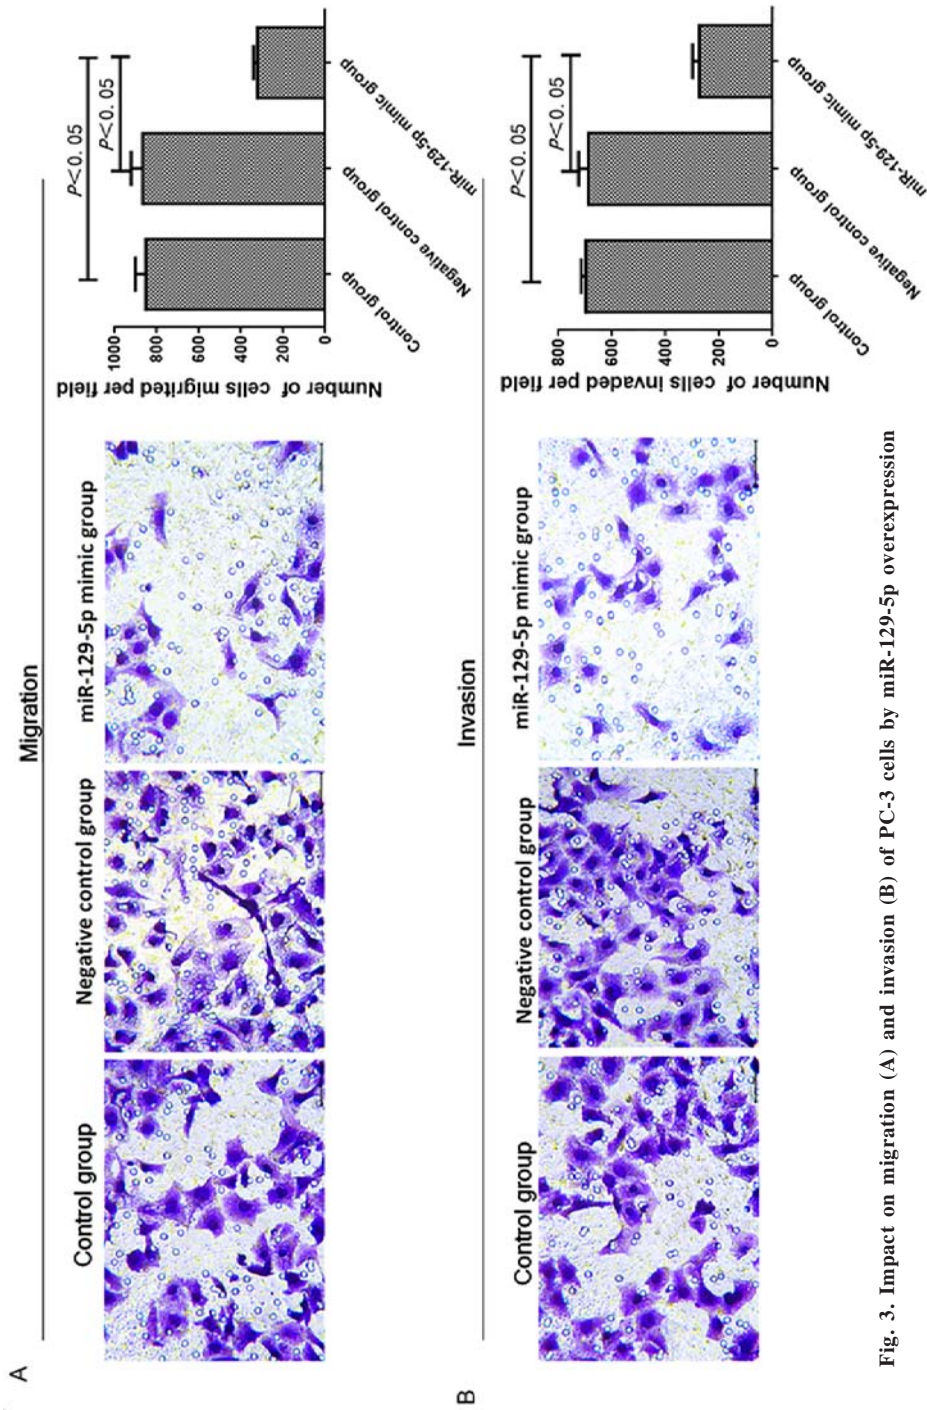 A
Migration
Control group
Negative control group
miR-129-5p mimic group
Number of cells migrited per field
1000
800
600
400
200
0
P<0.05
P<0.05
Control group
Negative control group
miR-129-5p mimic group
B
Invasion
Control group
Negative control group
miR-129-5p mimic group
Number of cells invaded per field
800
600
400
200
0
P<0.05
P<0.05
Control group
Negative control group
miR-129-5p mimic group
Fig. 3. Impact on migration (A) and invasion (B) of PC-3 cells by miR-129-5p overexpression